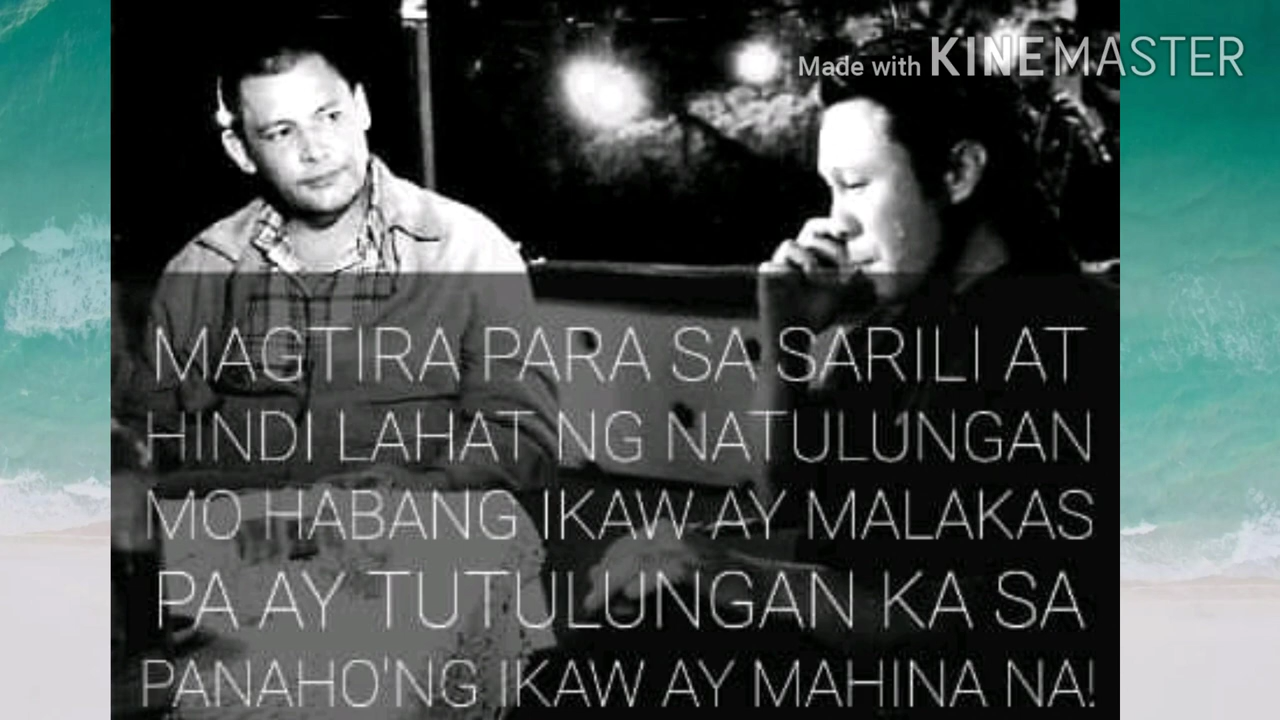 Made with KINEMASTER
MAGTIRA PARA SA SARILI AT
HINDI LAHAT NG NATULUNGAN
MO HABANG IKAW AY MALAKAS
PA AY TUTULUNGAN KA SA
PANAHO'NG IKAW AY MAHINA NA!